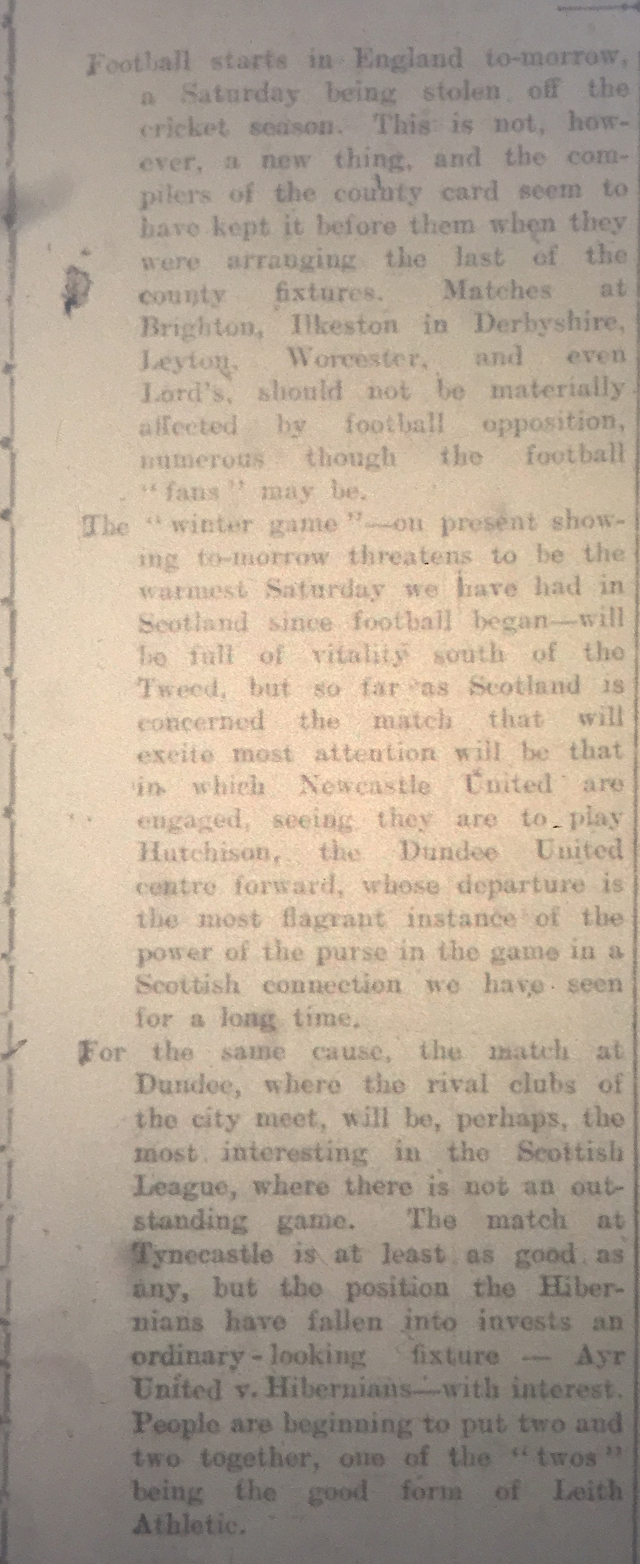 Football starts in England to-morrow,
a Saturday being stolen off the
cricket season. This is not, how-
ever, a new thing, and the com-
pilers of the county card seem to
have kept it before them when they
were arranging the last of the
county fixtures. Matches at
Brighton, Ilkeston in Derbyshire,
Leyton, Worcester, and even
Lord's, should not be materially
affected by football opposition,
numerous though the football
"fans" may be.
The "winter game"—on present show-
ing to-morrow threatens to be the
warmest Saturday we have had in
Scotland since football began—will
be full of vitality south of the
Tweed, but so far as Scotland is
concerned the match that will
excite most attention will be that
in which Newcastle United are
engaged, seeing they are to play
Hutchison, the Dundee United
centre forward, whose departure is
the most flagrant instance of the
power of the purse in the game in a
Scottish connection we have seen
for a long time.
For the same cause, the match at
Dundee, where the rival clubs of
the city meet, will be, perhaps, the
most interesting in the Scottish
League, where there is not an out-
standing game. The match at
Tynecastle is at least as good as
any, but the position the Hiber-
nians have fallen into invests an
ordinary-looking fixture — Ayr
United v. Hibernians—with interest.
People are beginning to put two and
two together, one of the "twos"
being the good form of Leith
Athletic.